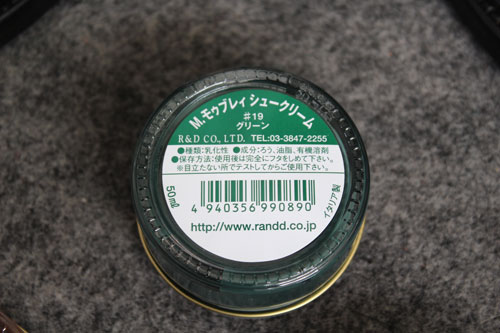 M.モゥブレィ シュークリーム
#19
グリーン
R&D CO., LTD. TEL:03-3847-2255
●種類:乳化性 ●成分:ろう、油脂、有機溶剤
●保存方法:使用後は完全にフタをしめて下さい。
※目立たない所でテストしてからご使用下さい。
50mℓ
4 940356 990890
イタリア製
http://www.randd.co.jp